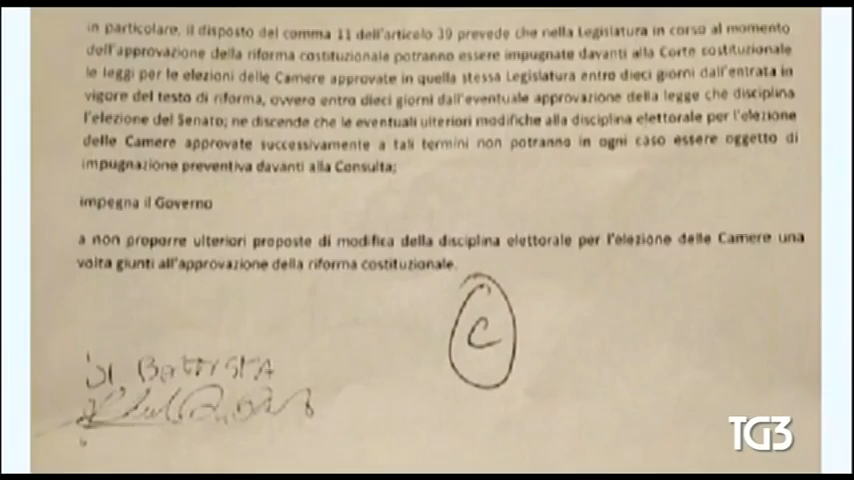 in particolare, il disposto del comma 11 dell'articolo 39 prevede che nella Legislatura in corso al momento
dell'approvazione della riforma costituzionale potranno essere impugnate davanti alla Corte costituzionale
le leggi per le elezioni delle Camere approvate in quella stessa Legislatura entro dieci giorni dall'entrata in
vigore del testo di riforma, ovvero entro dieci giorni dall'eventuale approvazione della legge che disciplina
l'elezione del Senato; ne discende che le eventuali ulteriori modifiche alla disciplina elettorale per l'elezione
delle Camere approvate successivamente a tali termini non potranno in ogni caso essere oggetto di
impugnazione preventiva davanti alla Consulta;
impegna il Governo
a non proporre ulteriori proposte di modifica della disciplina elettorale per l'elezione delle Camere una
volta giunti all'approvazione della riforma costituzionale.
C
DI BATTISTA
TG3